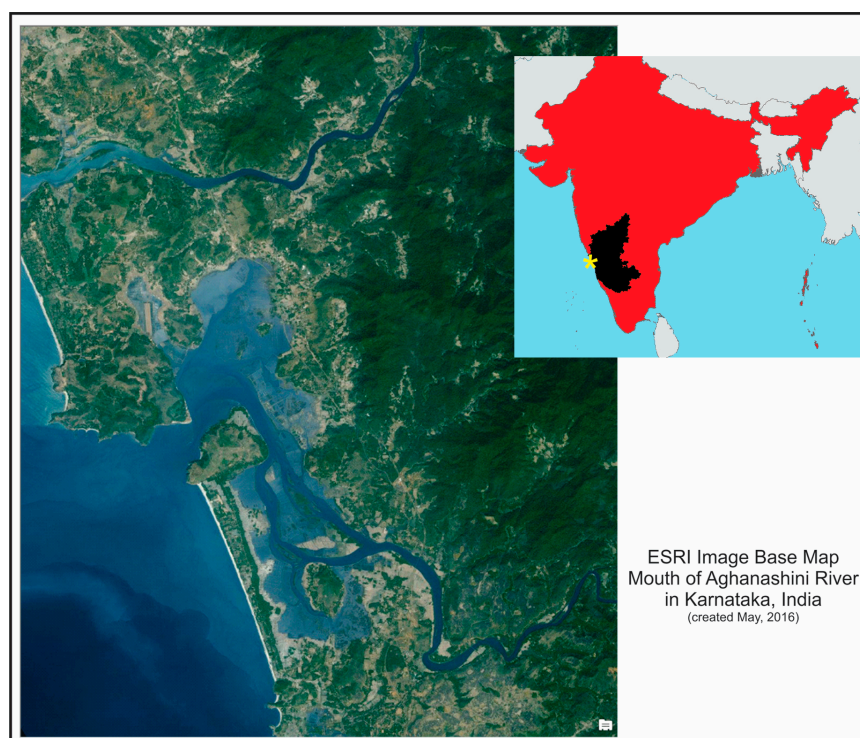 ESRI Image Base Map
Mouth of Aghanashini River
in Karnataka, India
(created May, 2016)